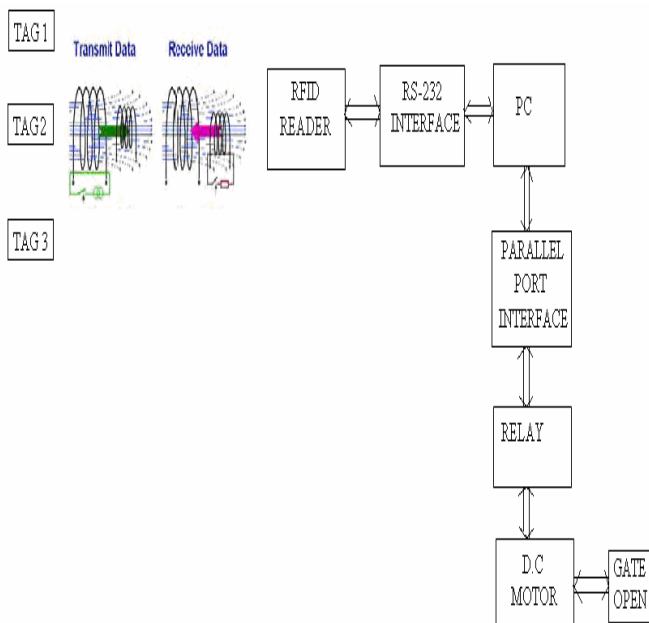 TAG 1
Transmit Data
Receive Data
TAG2
TAG 3
RFID
READER
RS-232
INTERFACE
PC
PARALLEL
PORT
INTERFACE
RELAY
D.C
MOTOR
GATE
OPEN